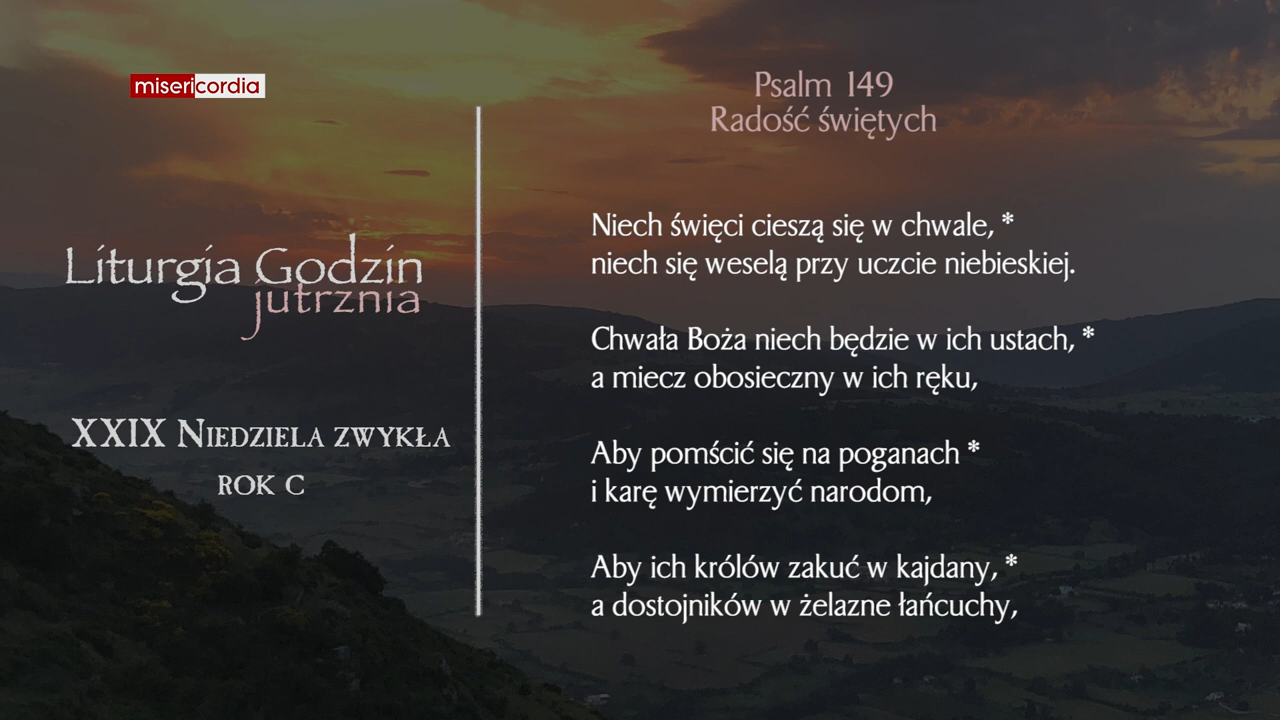 misericordia
Liturgia Godzin
jutrznia
XXIX Niedziela zwykła
rok C
Psalm 149
Radość świętych
Niech święci cieszą się w chwale, *
niech się weselą przy uczcie niebieskiej.
Chwała Boża niech będzie w ich ustach, *
a miecz obosieczny w ich ręku,
Aby pomścić się na poganach *
i karę wymierzyć narodom,
Aby ich królów zakuć w kajdany, *
a dostojników w żelazne łańcuchy,